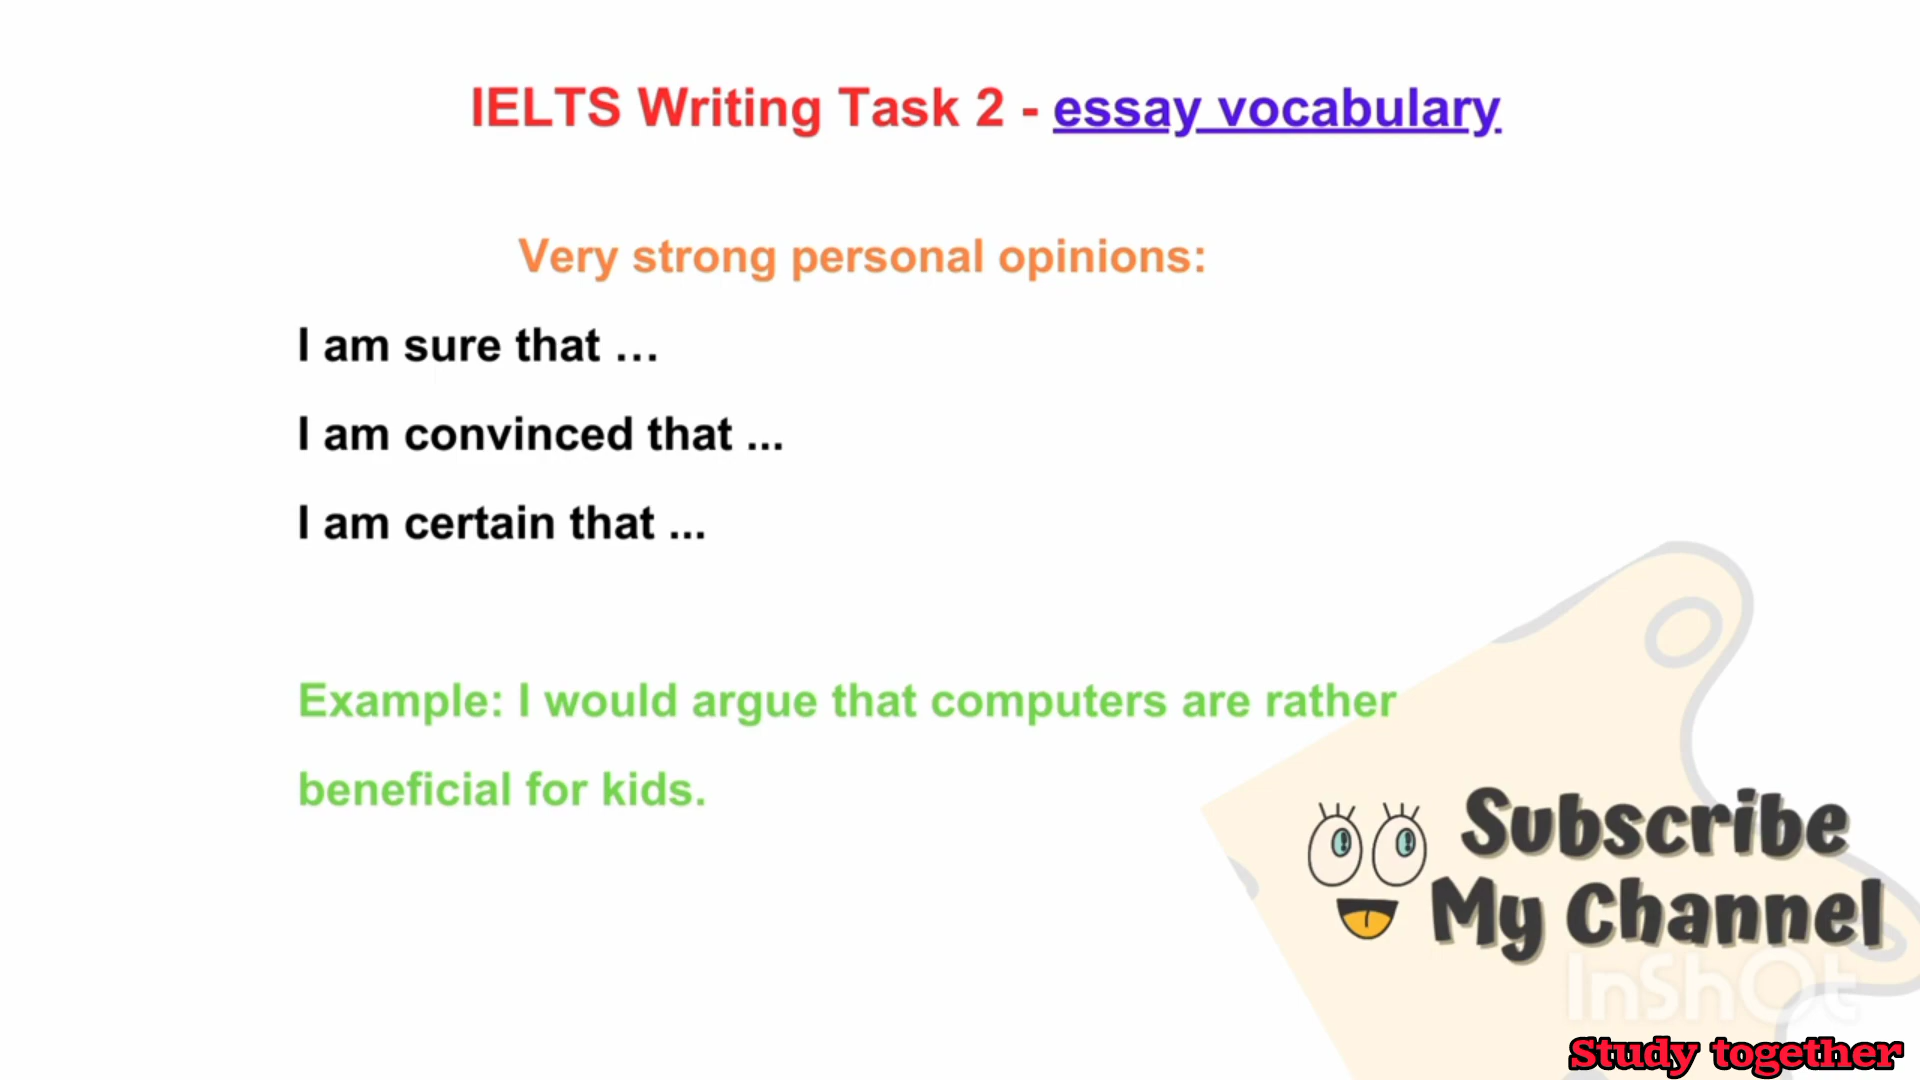 IELTS Writing Task 2 - essay vocabulary
Very strong personal opinions:
I am sure that …
I am convinced that ...
I am certain that ...
Example: I would argue that computers are rather
beneficial for kids.
Subscribe
My Channel
InShOt
Study together